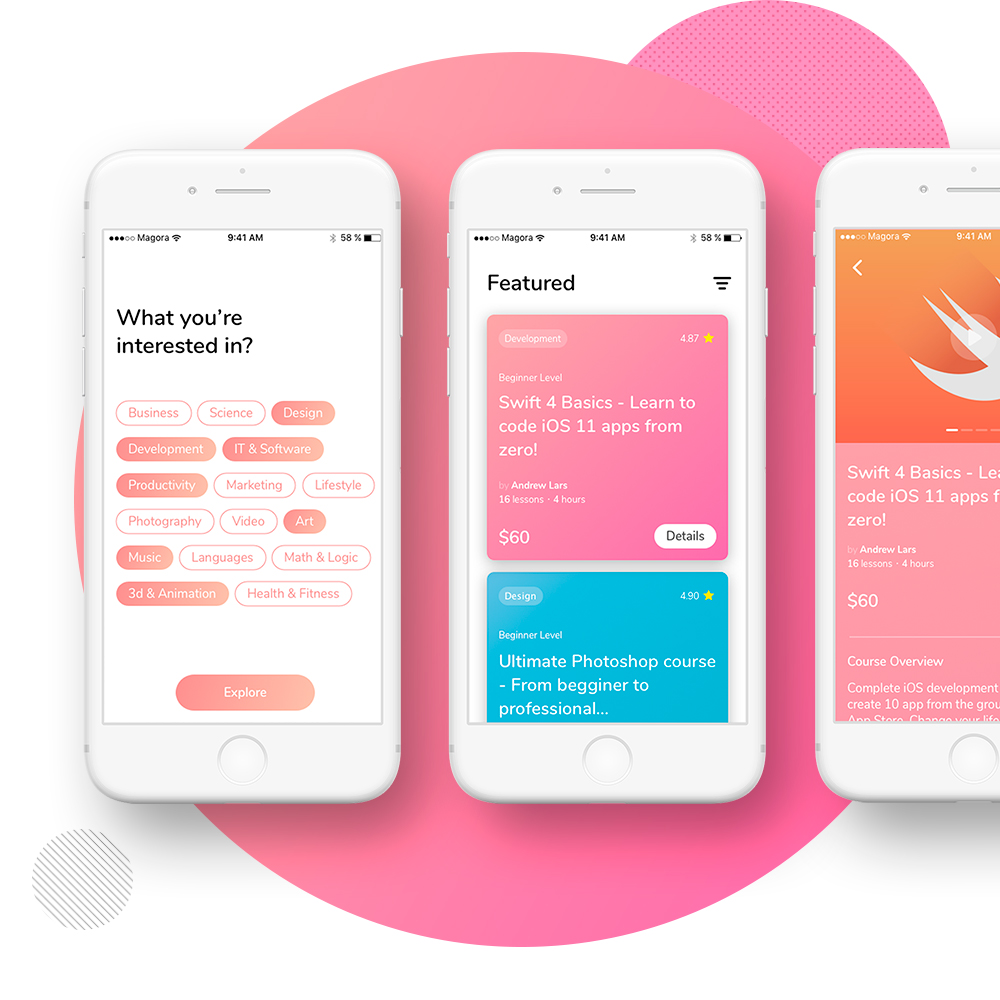 Magora
9:41 AM
58 %
What you're
interested in?
Business
Science
Design
Development
IT & Software
Productivity
Marketing
Lifestyle
Photography
Video
Art
Music
Languages
Math & Logic
3d & Animation
Health & Fitness
Explore
Magora
9:41 AM
58 %
Featured
Development
4.87
Beginner Level
Swift 4 Basics - Learn to
code iOS 11 apps from
zero!
by Andrew Lars
16 lessons · 4 hours
$60
Details
Design
4.90
Beginner Level
Ultimate Photoshop course
- From begginer to
professional...
Magora
9:41 AM
Swift 4 Basics - Lea
code iOS 11 apps f
zero!
by Andrew Lars
16 lessons · 4 hours
$60
Course Overview
Complete iOS development
create 10 app from the grou
App Store. Change your life